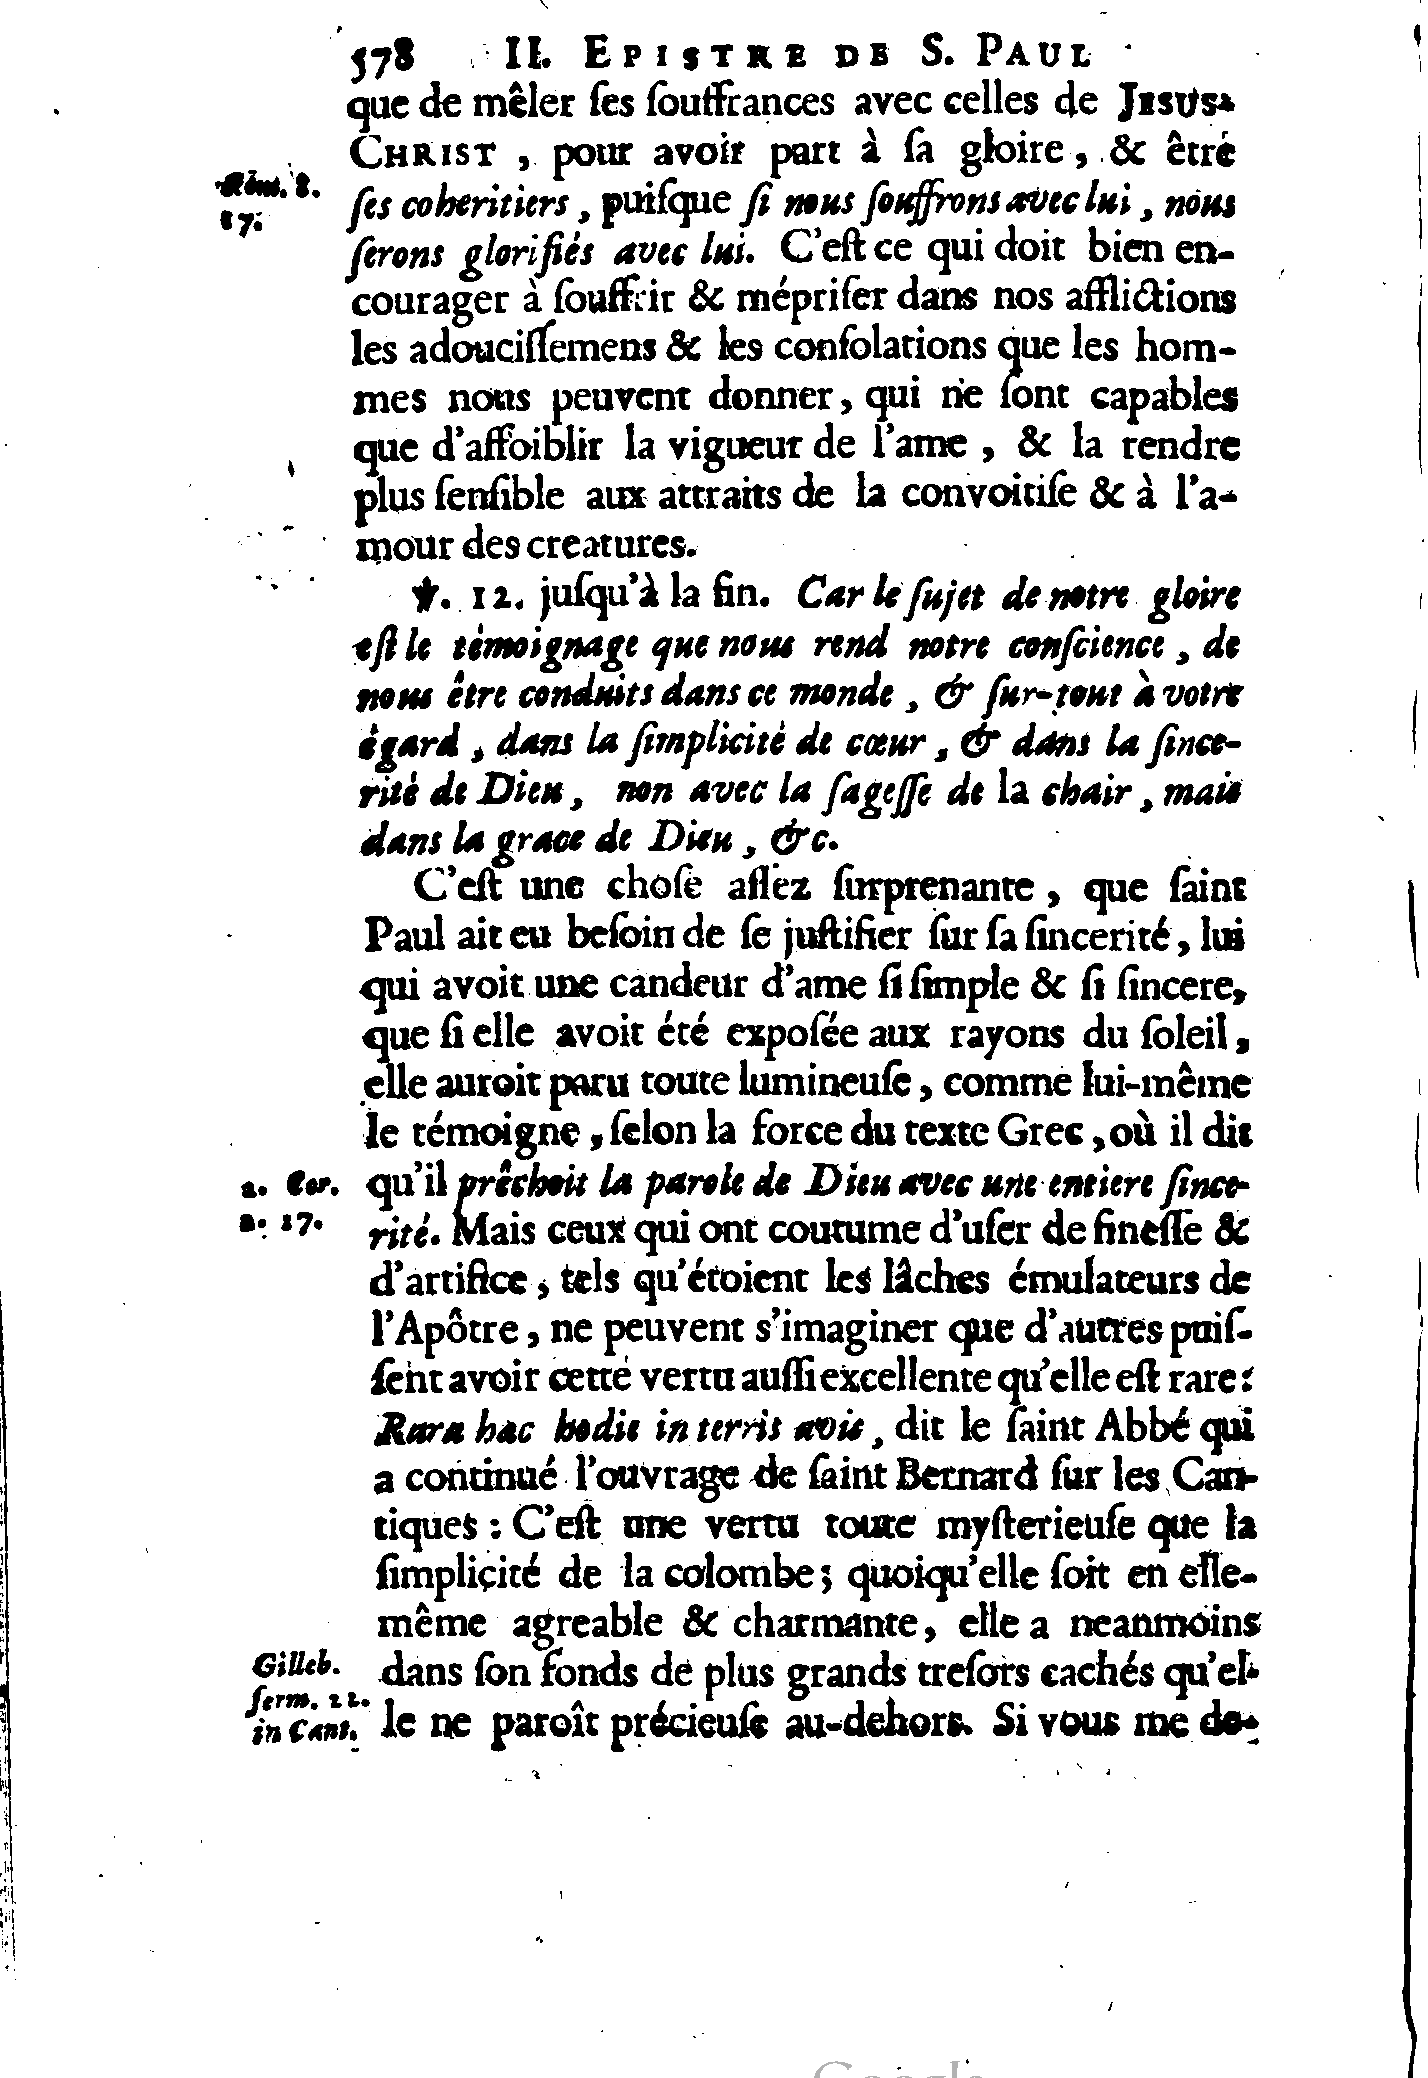 578 II. EPISTRE DE S. PAUL
que de mêler ſes ſouffrances avec celles de JESUS-
CHRIST, pour avoir part à ſa gloire, & être
Rom. 8.
17.
ſes coheritiers, puiſque ſi nous ſouffrons avec lui, nous
ſerons glorifiés avec lui. C'eſt ce qui doit bien en-
courager à ſouffrir & mépriſer dans nos afflictions
les adouciſſemens & les conſolations que les hom-
mes nous peuvent donner, qui ne ſont capables
que d'affoiblir la vigueur de l'ame, & la rendre
plus ſenſible aux attraits de la convoitiſe & à l'a-
mour des creatures.
℣. 12. juſqu'à la fin. Car le ſujet de notre gloire
eſt le témoignage que nous rend notre conſcience, de
nous être conduits dans ce monde, & ſur-tout à votre
égard, dans la ſimplicité de cœur, & dans la ſince-
rité de Dieu, non avec la ſageſſe de la chair, mais
dans la grace de Dieu, &c.
C'eſt une choſe aſſez ſurprenante, que ſaint
Paul ait eu beſoin de ſe juſtifier ſur ſa ſincerité, lui
qui avoit une candeur d'ame ſi ſimple & ſi ſincere,
que ſi elle avoit été expoſée aux rayons du ſoleil,
elle auroit paru toute lumineuſe, comme lui-même
le témoigne, ſelon la force du texte Grec, où il dit
2. Cor.
2. 17.
qu'il prêchoit la parole de Dieu avec une entiere ſince-
rité. Mais ceux qui ont coutume d'uſer de fineſſe &
d'artifice, tels qu'étoient les lâches émulateurs de
l'Apôtre, ne peuvent s'imaginer que d'autres puiſ-
ſent avoir cette vertu auſſi excellente qu'elle eſt rare:
Rara hac hodie in terris avis, dit le ſaint Abbé qui
a continué l'ouvrage de ſaint Bernard ſur les Can-
tiques : C'eſt une vertu toute myſterieuſe que la
ſimplicité de la colombe; quoiqu'elle ſoit en elle-
même agreable & charmante, elle a neanmoins
Gilleb.
ſerm. 22.
in Cant.
dans ſon fonds de plus grands treſors cachés qu'el-
le ne paroît précieuſe au-dehors. Si vous me de-